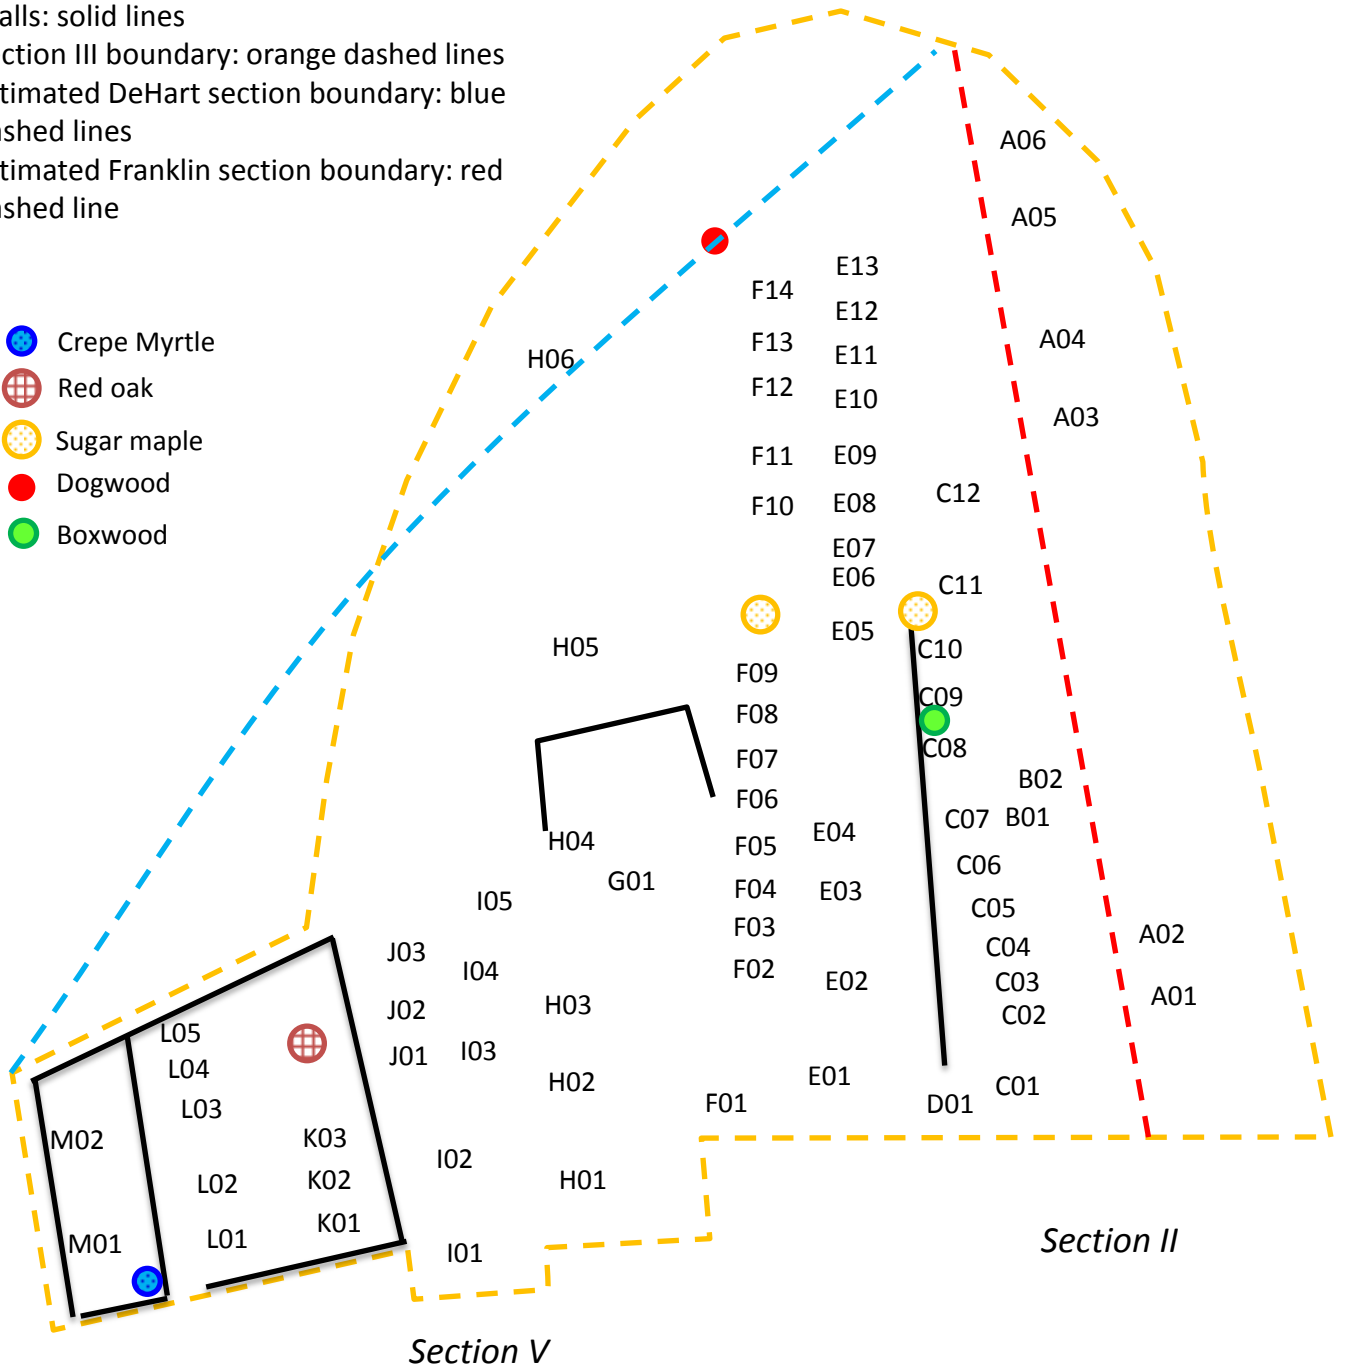 alls: solid lines
ction III boundary: orange dashed lines
timated DeHart section boundary: blue
ashed lines
timated Franklin section boundary: red
ashed line
Crepe Myrtle
Red oak
Sugar maple
Dogwood
Boxwood
A06
A05
E13
F14
E12
F13
A04
H06
E11
F12
E10
A03
F11
E09
C12
F10
E08
E07
E06
C11
E05
H05
C10
F09
C09
F08
C08
F07
B02
F06
C07
B01
E04
H04
F05
C06
G01
F04
E03
I05
C05
F03
A02
J03
C04
I04
F02
E02
C03
A01
H03
J02
C02
L05
J01
I03
L04
E01
H02
C01
L03
F01
D01
M02
K03
I02
L02
K02
H01
K01
M01
L01
I01
Section II
Section V